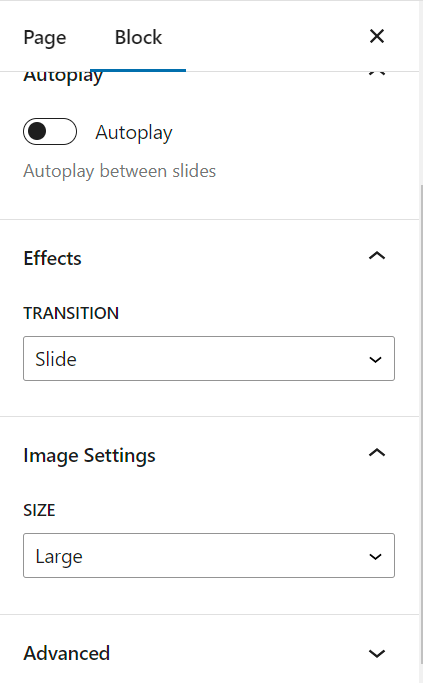 Page Block
Autoplay
Autoplay
Autoplay between slides
Effects
TRANSITION
Slide
Image Settings
SIZE
Large
Advanced